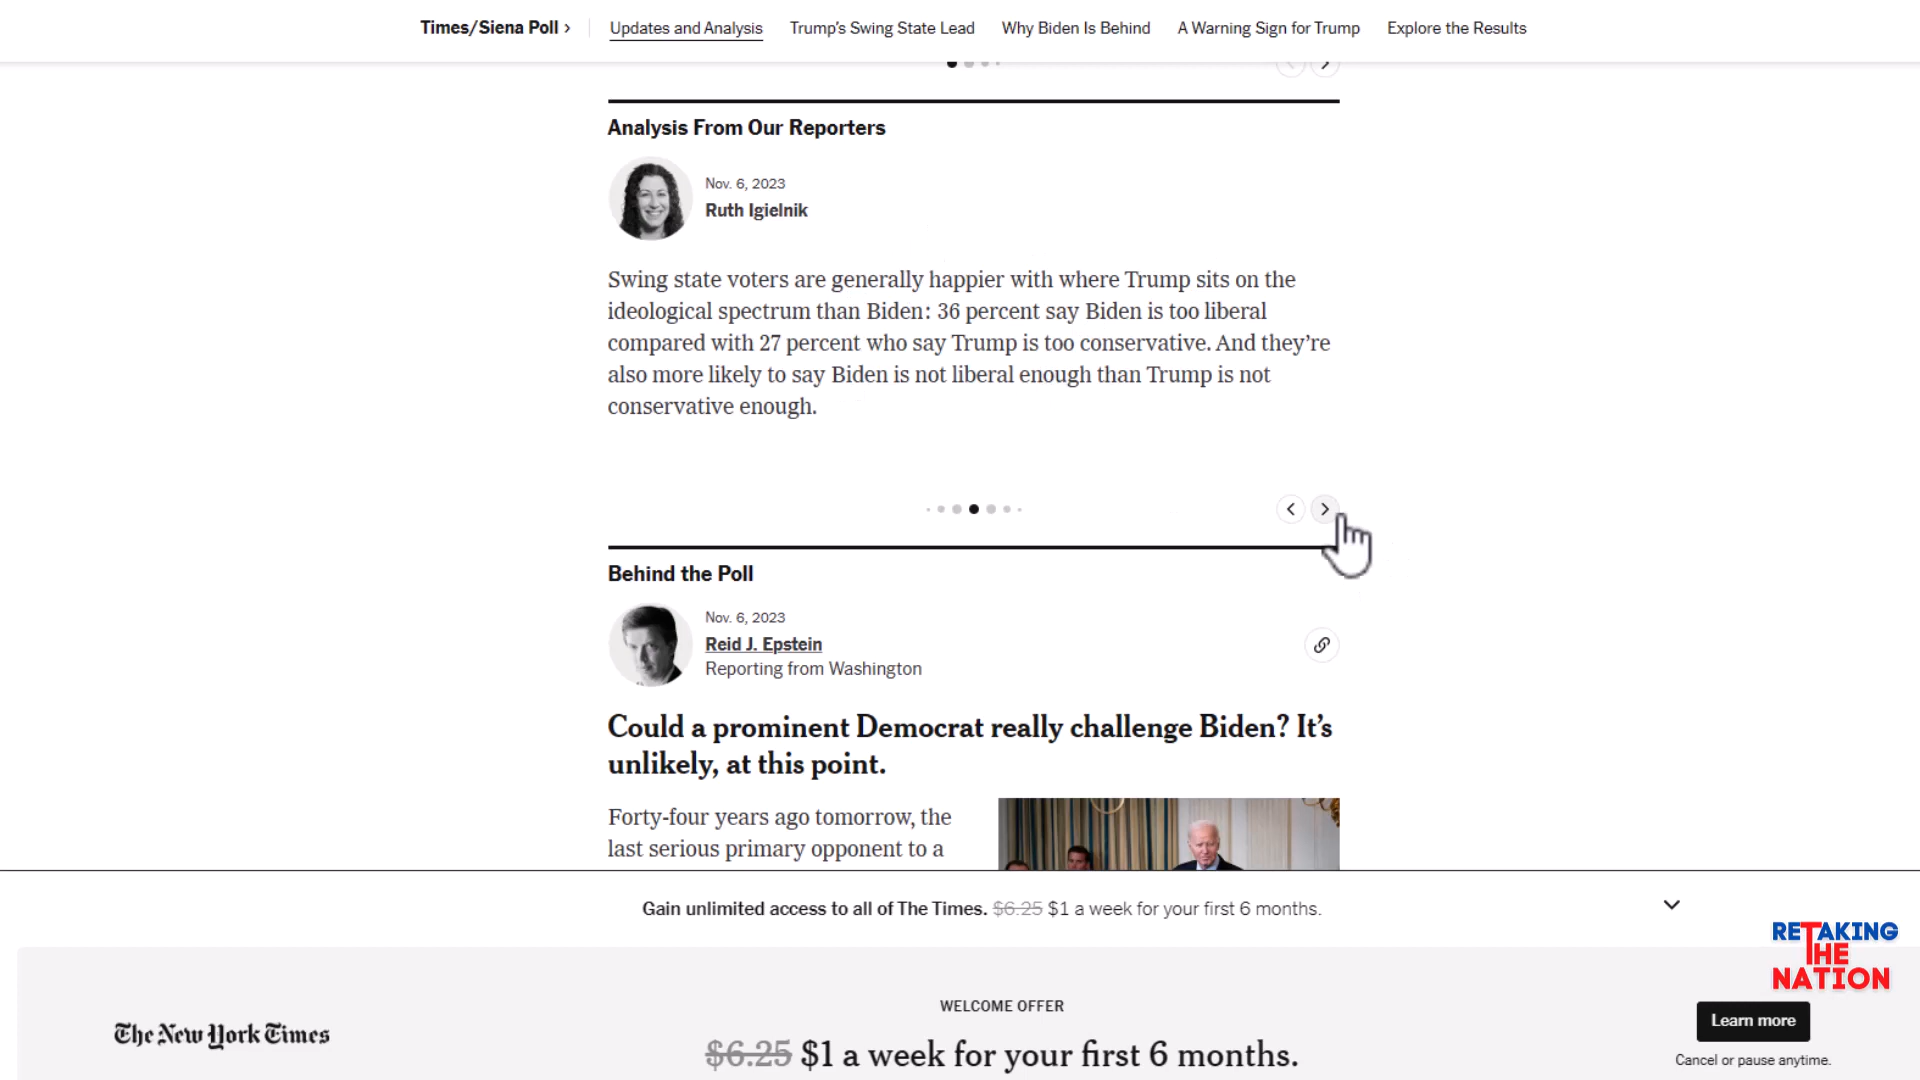 Times/Siena Poll ›
Updates and Analysis
Trump's Swing State Lead
Why Biden Is Behind
A Warning Sign for Trump
Explore the Results
Analysis From Our Reporters
Nov. 6, 2023
Ruth Igielnik
Swing state voters are generally happier with where Trump sits on the
ideological spectrum than Biden: 36 percent say Biden is too liberal
compared with 27 percent who say Trump is too conservative. And they're
also more likely to say Biden is not liberal enough than Trump is not
conservative enough.
Behind the Poll
Nov. 6, 2023
Reid J. Epstein
Reporting from Washington
Could a prominent Democrat really challenge Biden? It's
unlikely, at this point.
Forty-four years ago tomorrow, the
last serious primary opponent to a
Gain unlimited access to all of The Times. $6.25 $1 a week for your first 6 months.
RETAKING
THE
NATION
WELCOME OFFER
The New York Times
$6.25 $1 a week for your first 6 months.
Learn more
Cancel or pause anytime.